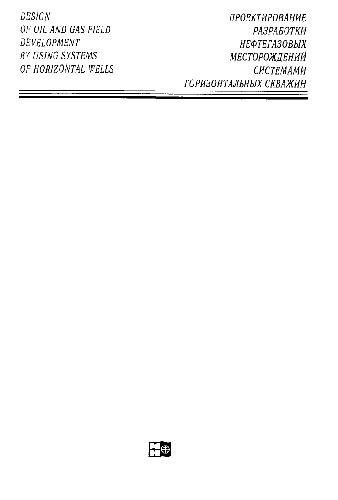 DESIGN
OF OIL AND GAS FIELD
DEVELOPMENT
BY USING SYSTEMS
OF HORIZONTAL WELLS
ПРОЕКТИРОВАНИЕ
РАЗРАБОТКИ
НЕФТЕГАЗОВЫХ
МЕСТОРОЖДЕНИЙ
СИСТЕМАМИ
ГОРИЗОНТАЛЬНЫХ СКВАЖИН